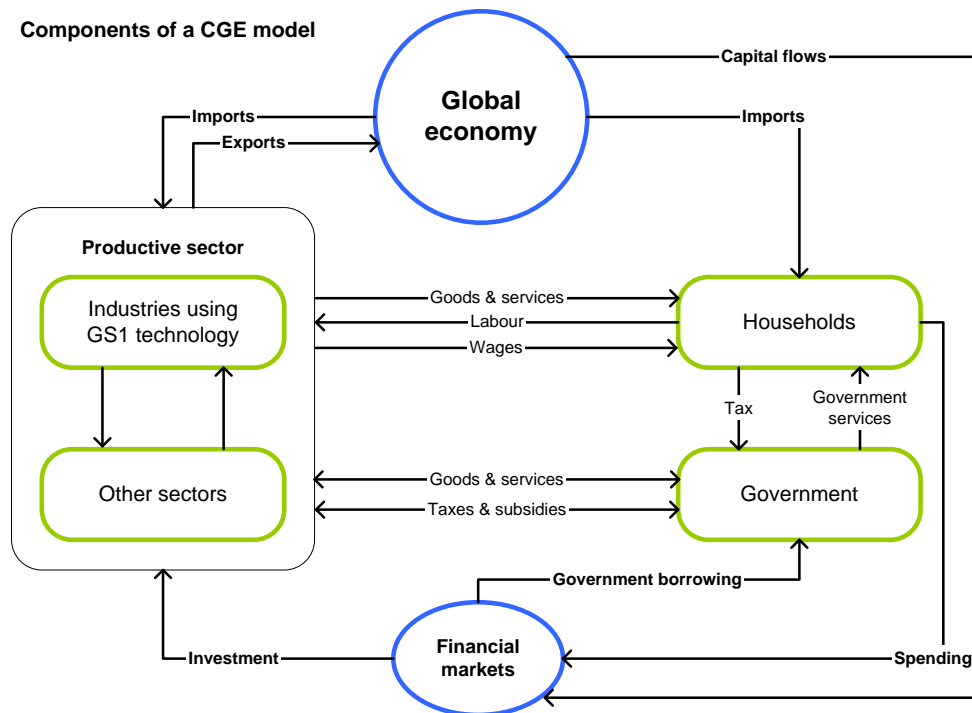 Components of a CGE model
Capital flows
Global
economy
Imports
Imports
Exports
Productive sector
Industries using
GS1 technology
Goods & services
Labour
Wages
Households
Tax
Government
services
Other sectors
Goods & services
Taxes & subsidies
Government
Government borrowing
Financial
markets
Investment
Spending